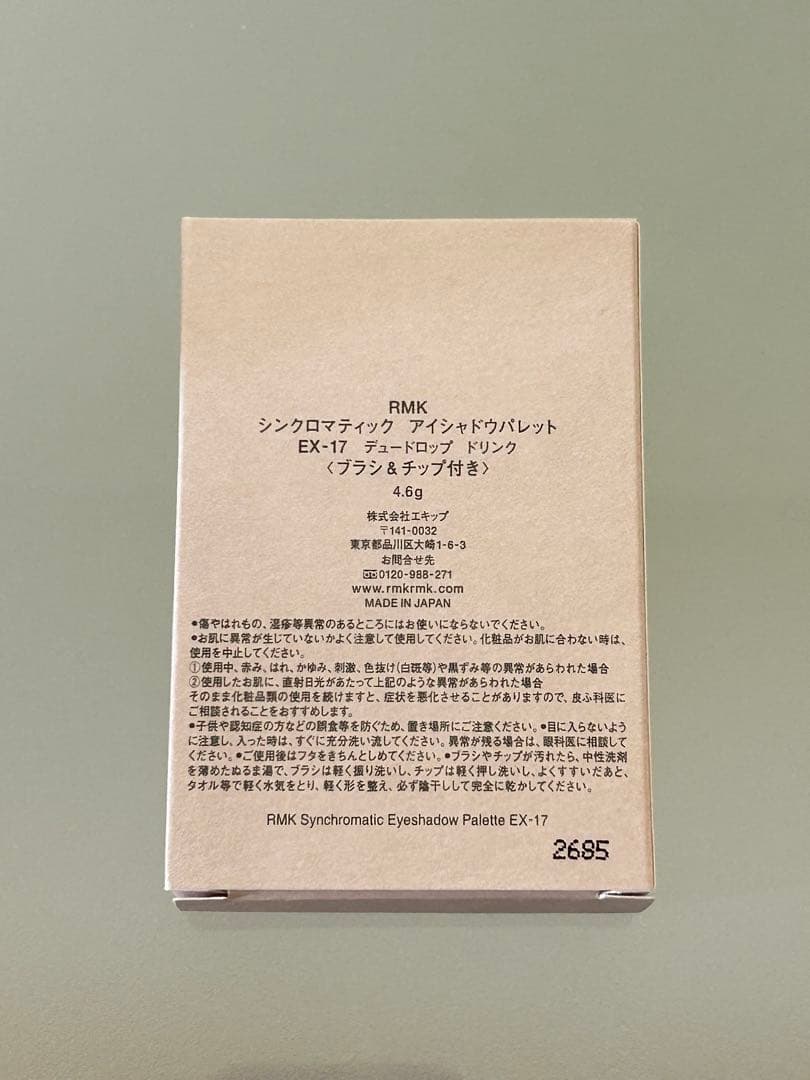 RMK
シンクロマティック　アイシャドウパレット
EX-17　デュードロップ　ドリンク
〈ブラシ＆チップ付き〉
4.6g
株式会社エキップ
〒141-0032
東京都品川区大崎1-6-3
お問合せ先
0120-988-271
www.rmkrmk.com
MADE IN JAPAN
●傷やはれもの、湿疹等異常のあるところにはお使いにならないでください。
●お肌に異常が生じていないかよく注意して使用してください。化粧品がお肌に合わない時は、
使用を中止してください。
①使用中、赤み、はれ、かゆみ、刺激、色抜け(白斑等)や黒ずみ等の異常があらわれた場合
②使用したお肌に、直射日光があたって上記のような異常があらわれた場合
そのまま化粧品類の使用を続けますと、症状を悪化させることがありますので、皮ふ科医に
ご相談されることをおすすめします。
●子供や認知症の方などの誤食等を防ぐため、置き場所にご注意ください。●目に入らないよう
に注意し、入った時は、すぐに充分洗い流してください。異常が残る場合は、眼科医に相談して
ください。●ご使用後はフタをきちんとしめてください。●ブラシやチップが汚れたら、中性洗剤
を薄めたぬるま湯で、ブラシは軽く振り洗いし、チップは軽く押し洗いし、よくすすいだあと、
タオル等で軽く水気をとり、軽く形を整え、必ず陰干しして完全に乾かしてください。
RMK Synchromatic Eyeshadow Palette EX-17
2685